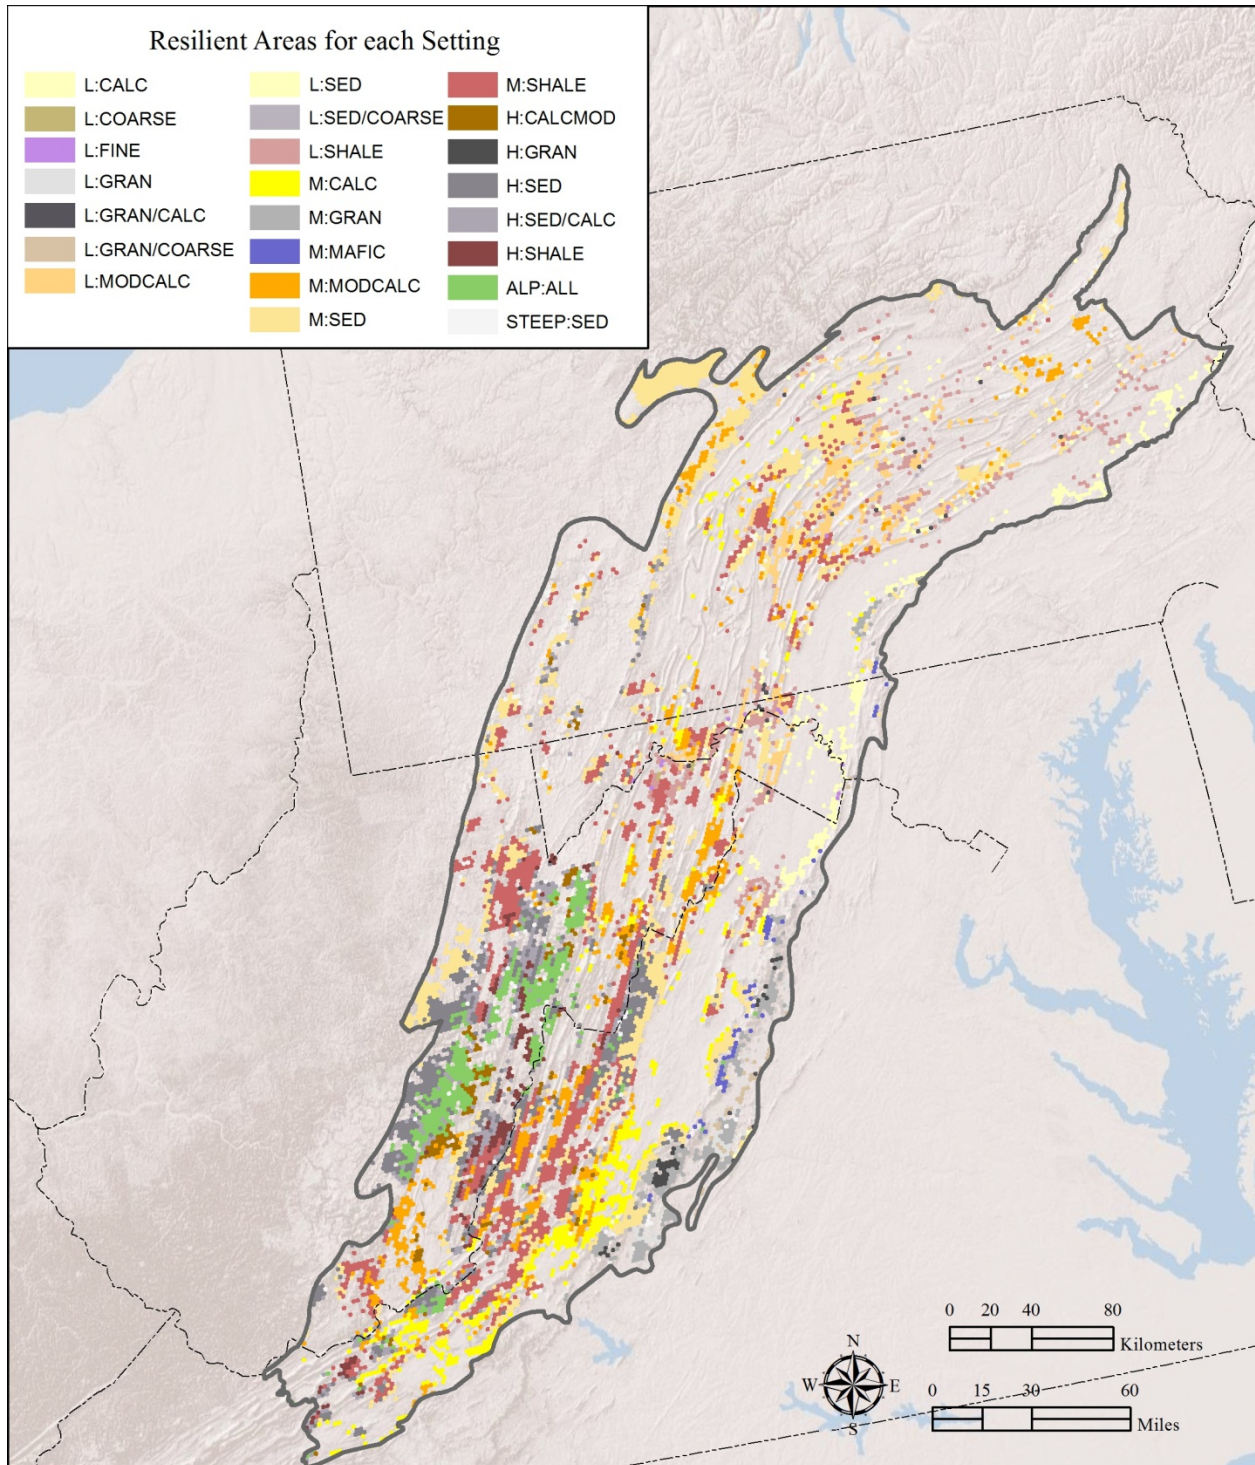 Resilient Areas for each Setting
L:CALC
L:COARSE
L:FINE
L:GRAN
L:GRAN/CALC
L:GRAN/COARSE
L:MODCALC
L:SED
L:SED/COARSE
L:SHALE
M:CALC
M:GRAN
M:MAFIC
M:MODCALC
M:SED
M:SHALE
H:CALCMOD
H:GRAN
H:SED
H:SED/CALC
H:SHALE
ALP:ALL
STEEP:SED
0 20 40 80
Kilometers
N
W E
S
0 15 30 60
Miles